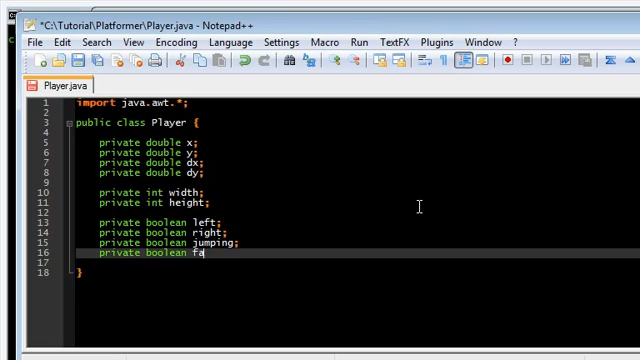 *C:\Tutorial\Platformer\Player.java - Notepad++
File Edit Search View Encoding Language Settings Macro Run TextFX Plugins Window ?
Player.java
1 import java.awt.*;
2
3 public class Player {
4
5 private double x;
6 private double y;
7 private double dx;
8 private double dy;
9
10 private int width;
11 private int height;
12
13 private boolean left;
14 private boolean right;
15 private boolean jumping;
16 private boolean fa
17
18 }